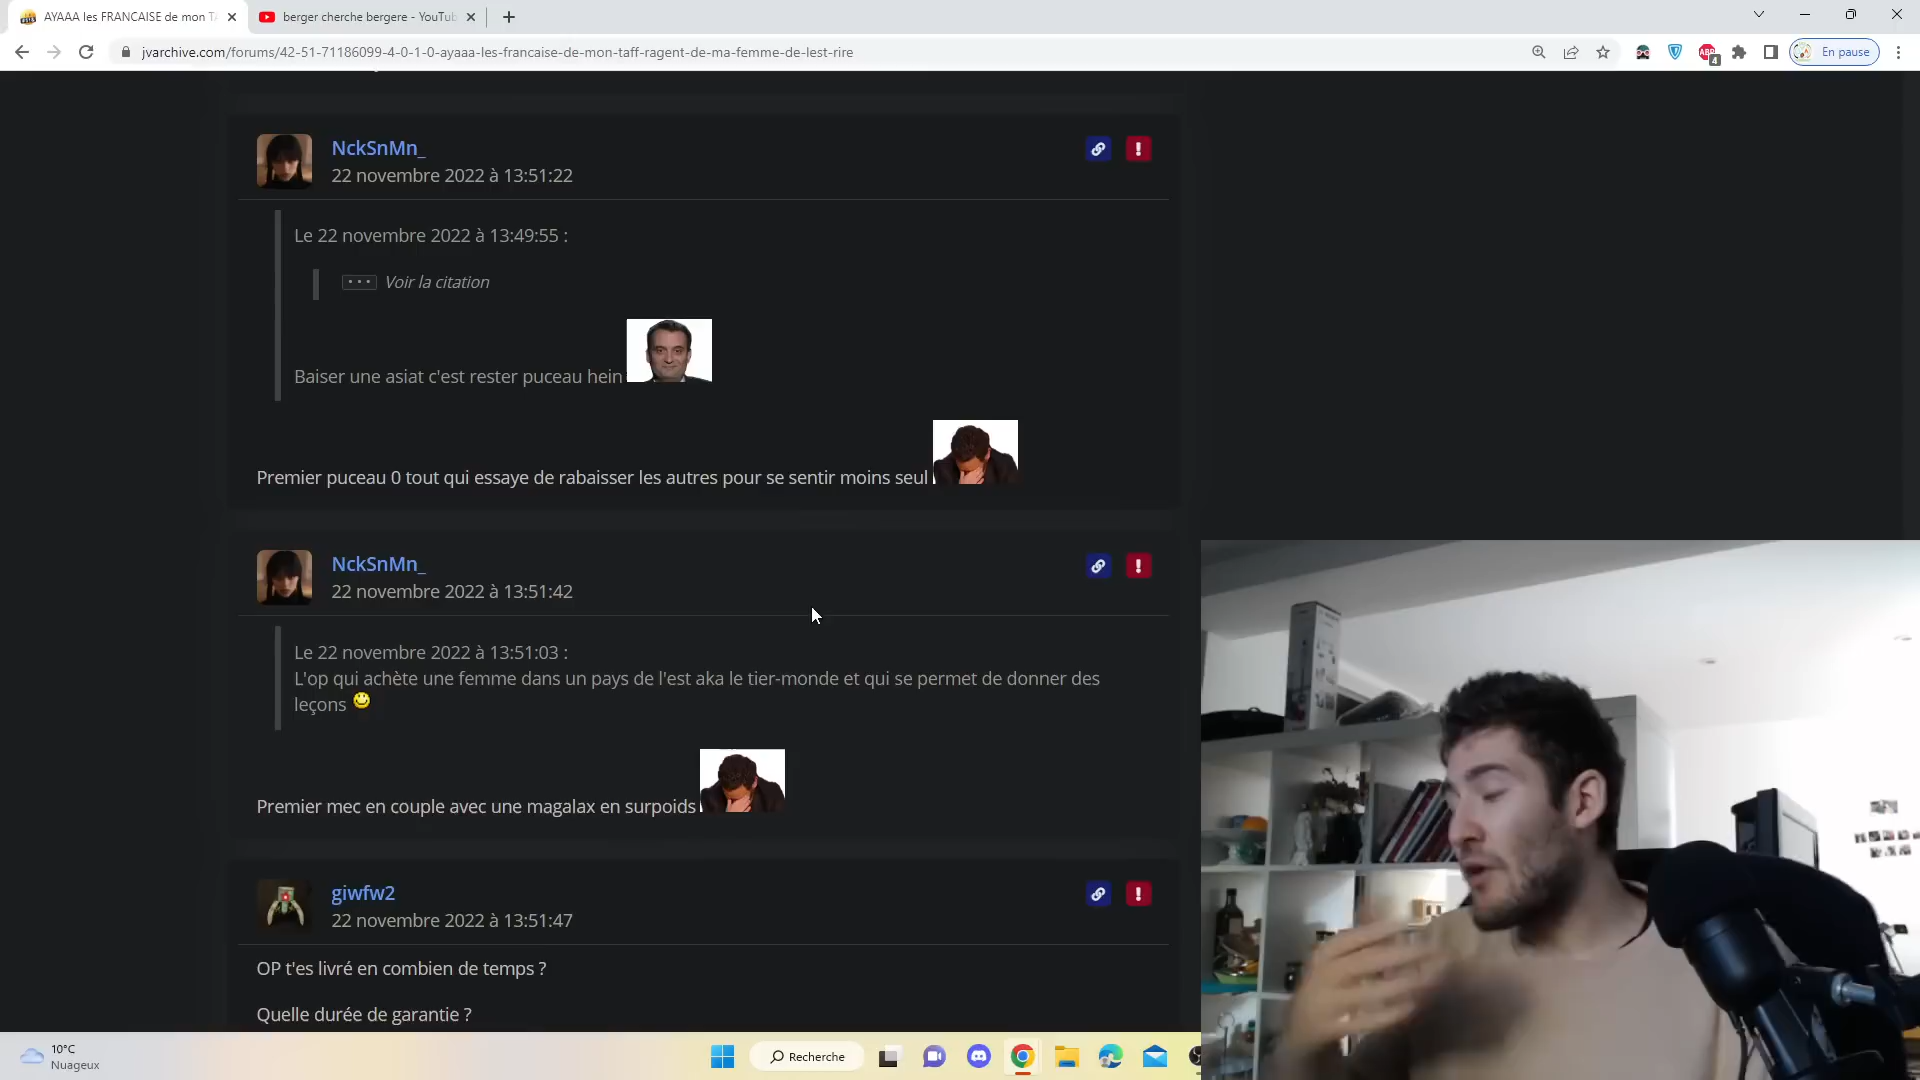 AYAAA les FRANCAISE de mon TA
berger cherche bergere - YouTub
jvarchive.com/forums/42-51-71186099-4-0-1-0-ayaaa-les-francaise-de-mon-taff-ragent-de-ma-femme-de-lest-rire
ABP
4
En pause
NckSnMn_
22 novembre 2022 à 13:51:22
Le 22 novembre 2022 à 13:49:55 :
Voir la citation
Baiser une asiat c'est rester puceau hein
Premier puceau 0 tout qui essaye de rabaisser les autres pour se sentir moins seul
NckSnMn_
22 novembre 2022 à 13:51:42
Le 22 novembre 2022 à 13:51:03 :
L'op qui achète une femme dans un pays de l'est aka le tier-monde et qui se permet de donner des
leçons
Premier mec en couple avec une magalax en surpoids
giwfw2
22 novembre 2022 à 13:51:47
OP t'es livré en combien de temps ?
Quelle durée de garantie ?
10°C
Nuageux
Recherche